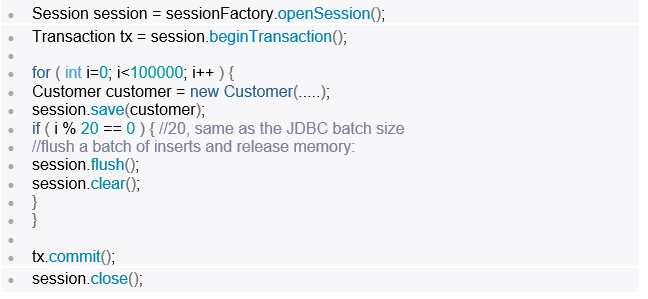 Session session = sessionFactory.openSession();
Transaction tx = session.beginTransaction();
for ( int i=0; i<100000; i++ ) {
Customer customer = new Customer(.....);
session.save(customer);
if ( i % 20 == 0 ) { //20, same as the JDBC batch size
//flush a batch of inserts and release memory:
session.flush();
session.clear();
}
}
tx.commit();
session.close();